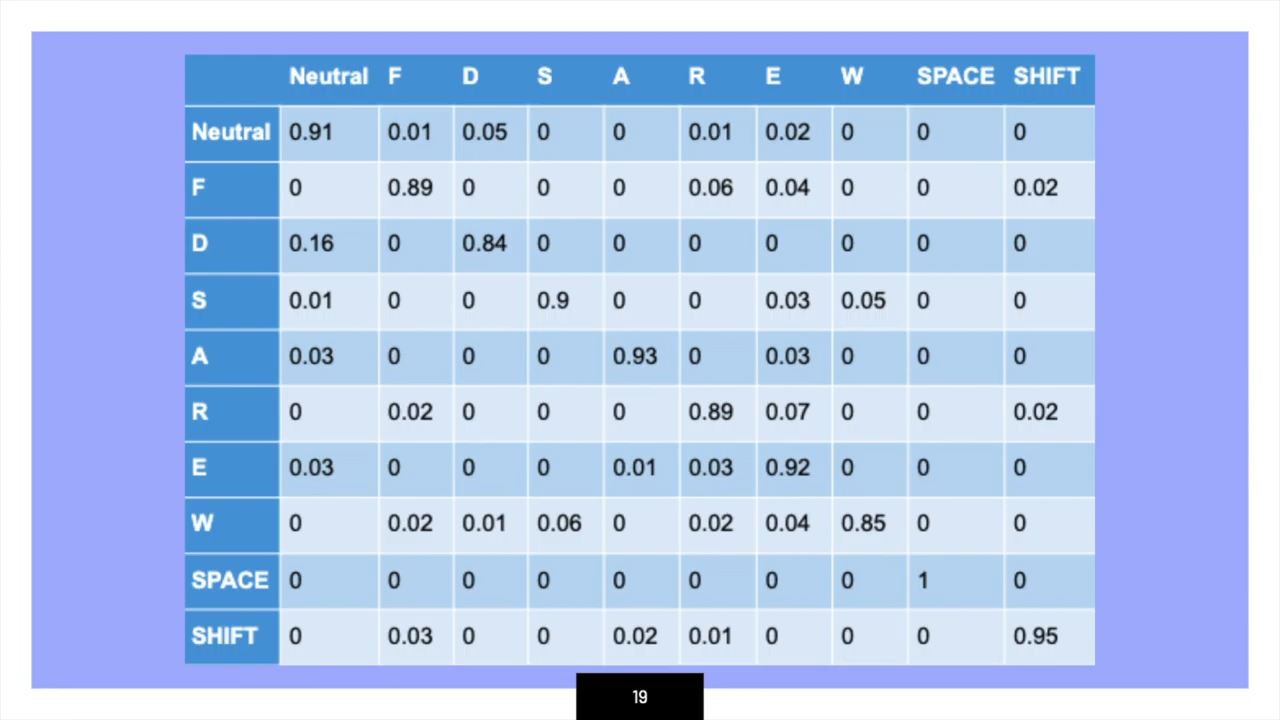 Neutral F D S A R E W SPACE SHIFT
Neutral 0.91 0.01 0.05 0 0 0.01 0.02 0 0 0
F 0 0.89 0 0 0 0.06 0.04 0 0 0.02
D 0.16 0 0.84 0 0 0 0 0 0 0
S 0.01 0 0 0.9 0 0 0.03 0.05 0 0
A 0.03 0 0 0 0.93 0 0.03 0 0 0
R 0 0.02 0 0 0 0.89 0.07 0 0 0.02
E 0.03 0 0 0 0.01 0.03 0.92 0 0 0
W 0 0.02 0.01 0.06 0 0.02 0.04 0.85 0 0
SPACE 0 0 0 0 0 0 0 0 1 0
SHIFT 0 0.03 0 0 0.02 0.01 0 0 0 0.95
19